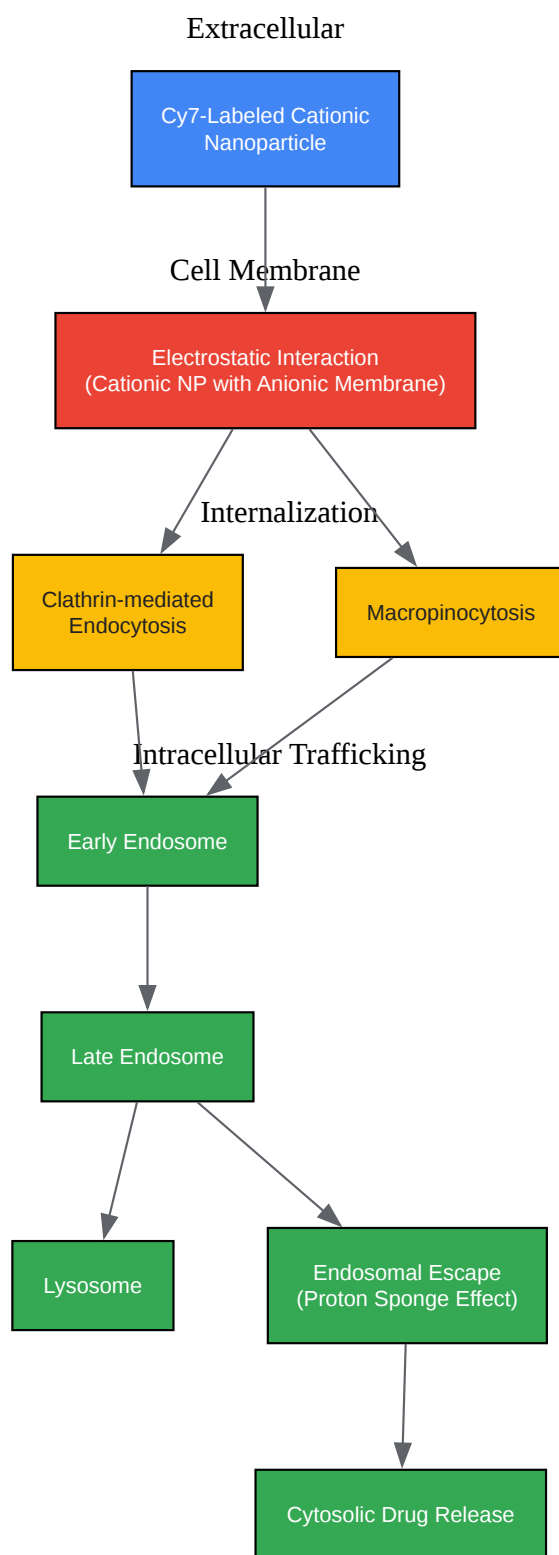 Extracellular
Cy7-Labeled Cationic
Nanoparticle
Cell Membrane
Electrostatic Interaction
(Cationic NP with Anionic Membrane)
Internalization
Clathrin-mediated
Endocytosis
Macropinocytosis
Intracellular Trafficking
Early Endosome
Late Endosome
Lysosome
Endosomal Escape
(Proton Sponge Effect)
Cytosolic Drug Release